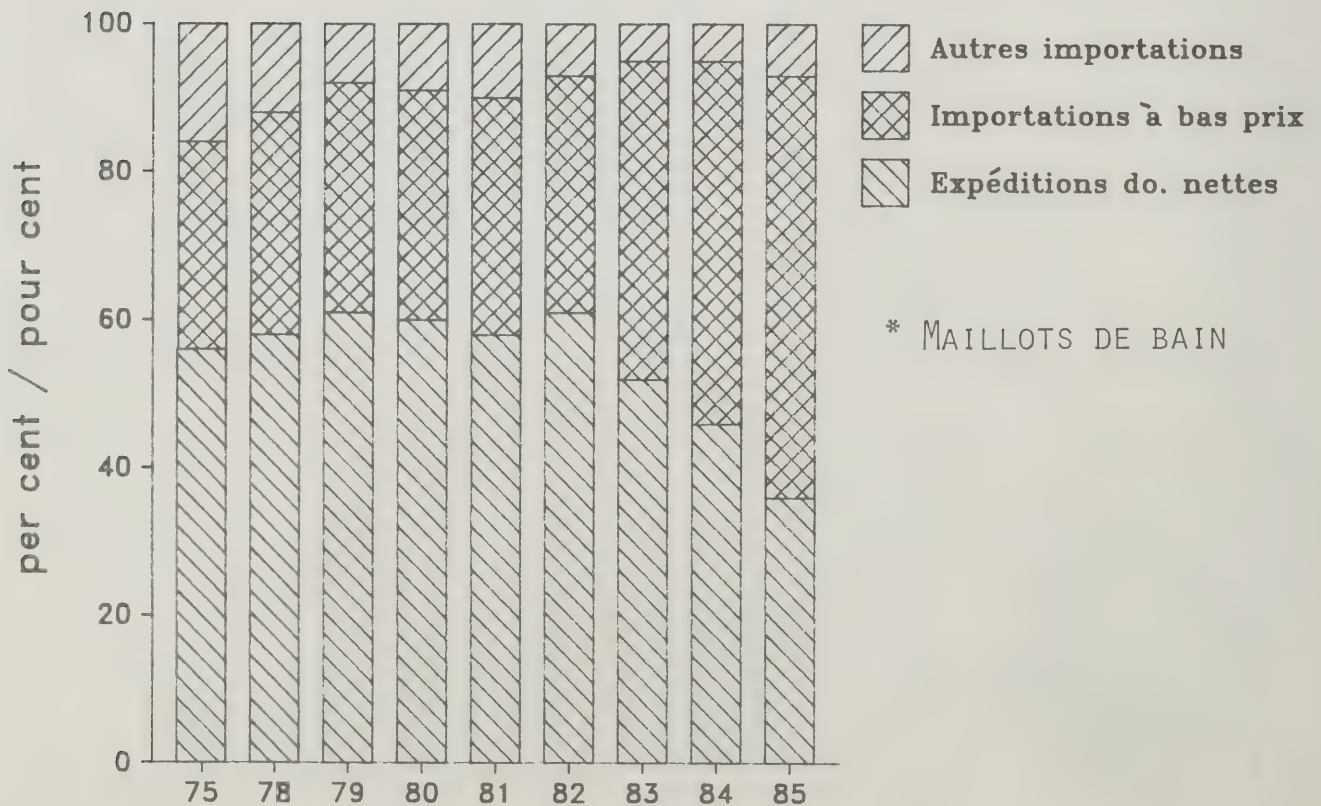 per cent / pour cent
100
80
60
40
20
0
75 78 79 80 81 82 83 84 85
Autres importations
Importations à bas prix
Expéditions do. nettes
* MAILLOTS DE BAIN